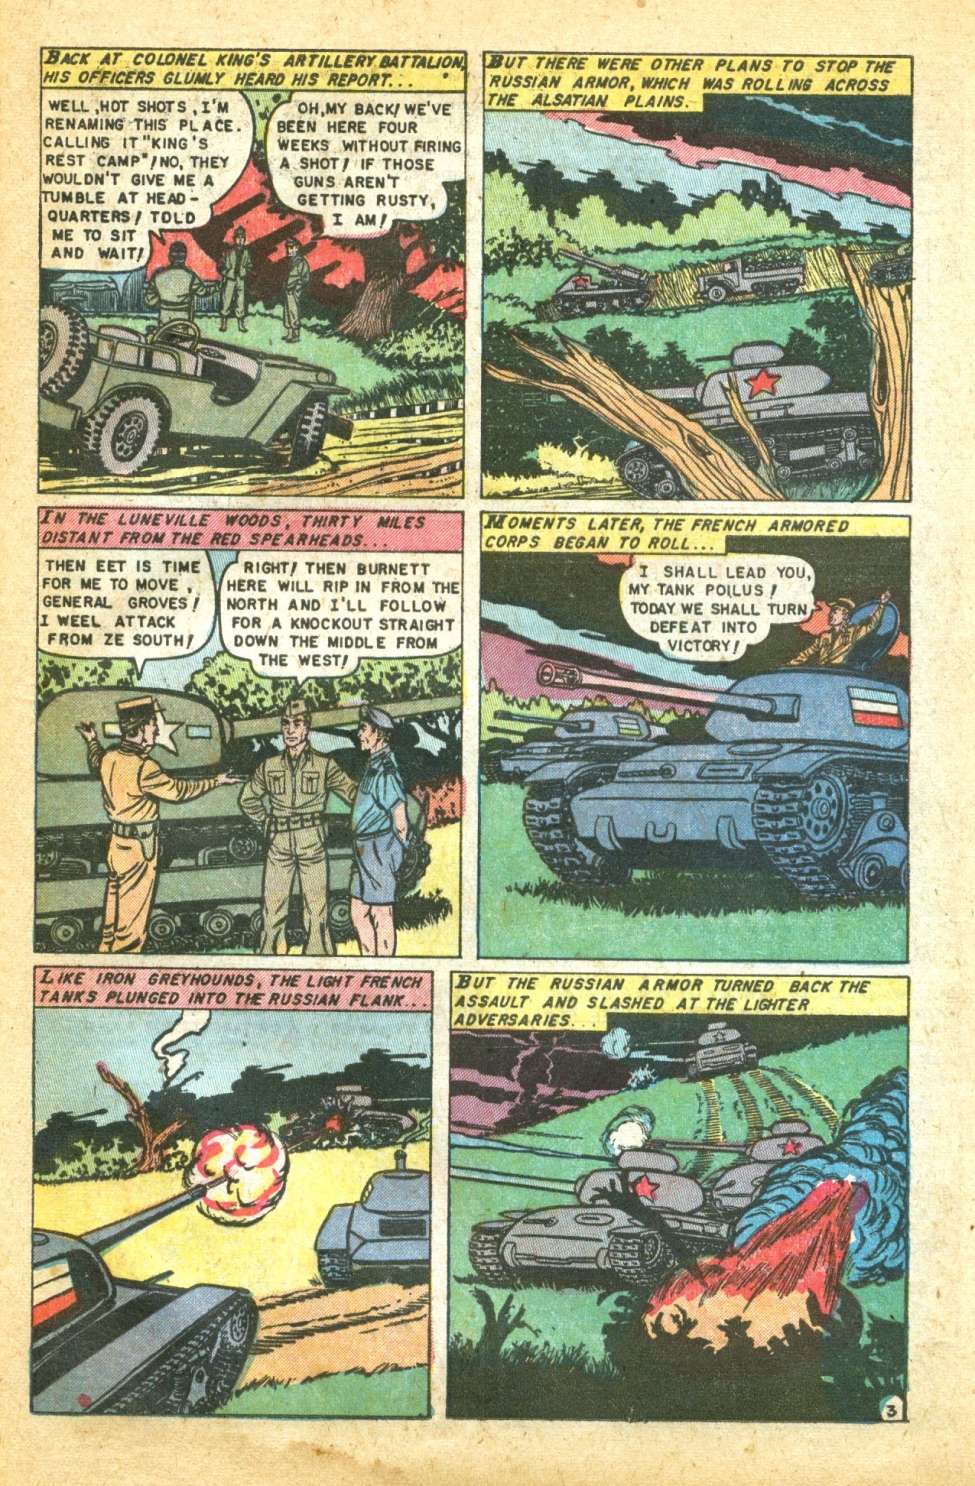 BACK AT COLONEL KING'S ARTILLERY BATTALION,
HIS OFFICERS GLUMLY HEARD HIS REPORT...
WELL, HOT SHOTS, I'M
RENAMING THIS PLACE.
CALLING IT "KING'S
REST CAMP"! NO, THEY
WOULDN'T GIVE ME A
TUMBLE AT HEAD-
QUARTERS! TOLD
ME TO SIT
AND WAIT!
OH, MY BACK! WE'VE
BEEN HERE FOUR
WEEKS WITHOUT FIRING
A SHOT! IF THOSE
GUNS AREN'T
GETTING RUSTY,
I AM!
BUT THERE WERE OTHER PLANS TO STOP THE
RUSSIAN ARMOR, WHICH WAS ROLLING ACROSS
THE ALSATIAN PLAINS.
IN THE LUNEVILLE WOODS, THIRTY MILES
DISTANT FROM THE RED SPEARHEADS...
THEN EET IS TIME
FOR ME TO MOVE,
GENERAL GROVES!
I WEEL ATTACK
FROM ZE SOUTH!
RIGHT! THEN BURNETT
HERE WILL RIP IN FROM THE
NORTH AND I'LL FOLLOW
FOR A KNOCKOUT STRAIGHT
DOWN THE MIDDLE FROM
THE WEST!
MOMENTS LATER, THE FRENCH ARMORED
CORPS BEGAN TO ROLL...
I SHALL LEAD YOU,
MY TANK POILUS!
TODAY WE SHALL TURN
DEFEAT INTO
VICTORY!
LIKE IRON GREYHOUNDS, THE LIGHT FRENCH
TANKS PLUNGED INTO THE RUSSIAN FLANK...
BUT THE RUSSIAN ARMOR TURNED BACK THE
ASSAULT AND SLASHED AT THE LIGHTER
ADVERSARIES...
3